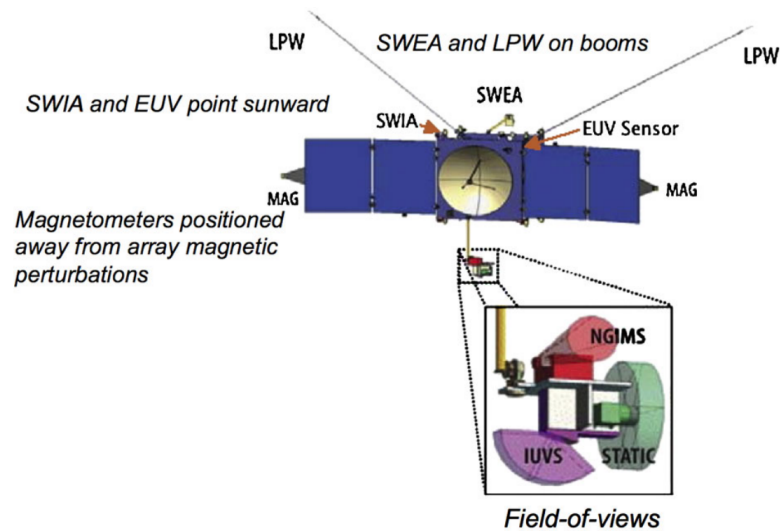 LPW
SWEA and LPW on booms
LPW
SWIA and EUV point sunward
SWEA
SWIA
EUV Sensor
MAG
MAG
Magnetometers positioned
away from array magnetic
perturbations
NGIMS
IUVS
STATIC
Field-of-views